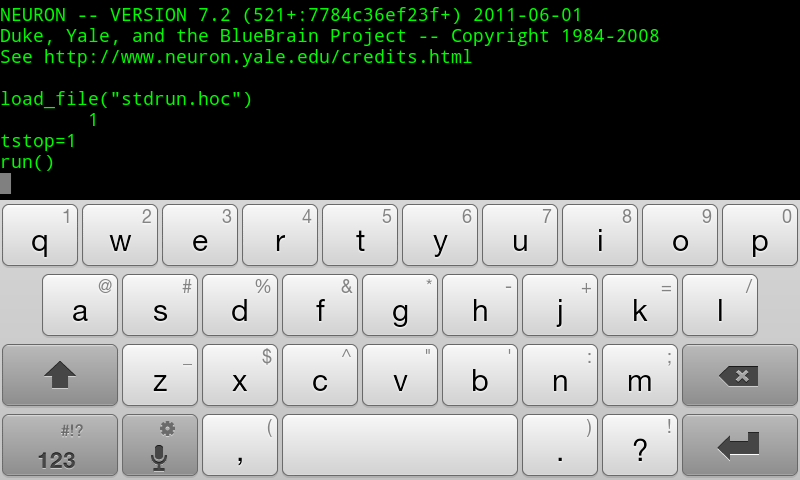 NEURON -- VERSION 7.2 (521+:7784c36ef23f+) 2011-06-01
Duke, Yale, and the BlueBrain Project -- Copyright 1984-2008
See http://www.neuron.yale.edu/credits.html
load_file("stdrun.hoc")
1
tstop=1
run()
1 2 3 4 5 6 7 8 9 0
q w e r t y u i o p
@ # % & * - + = /
a s d f g h j k l
_ $ ^ " ' : ;
z x c v b n m
#!? ( ) !
123 , . ?